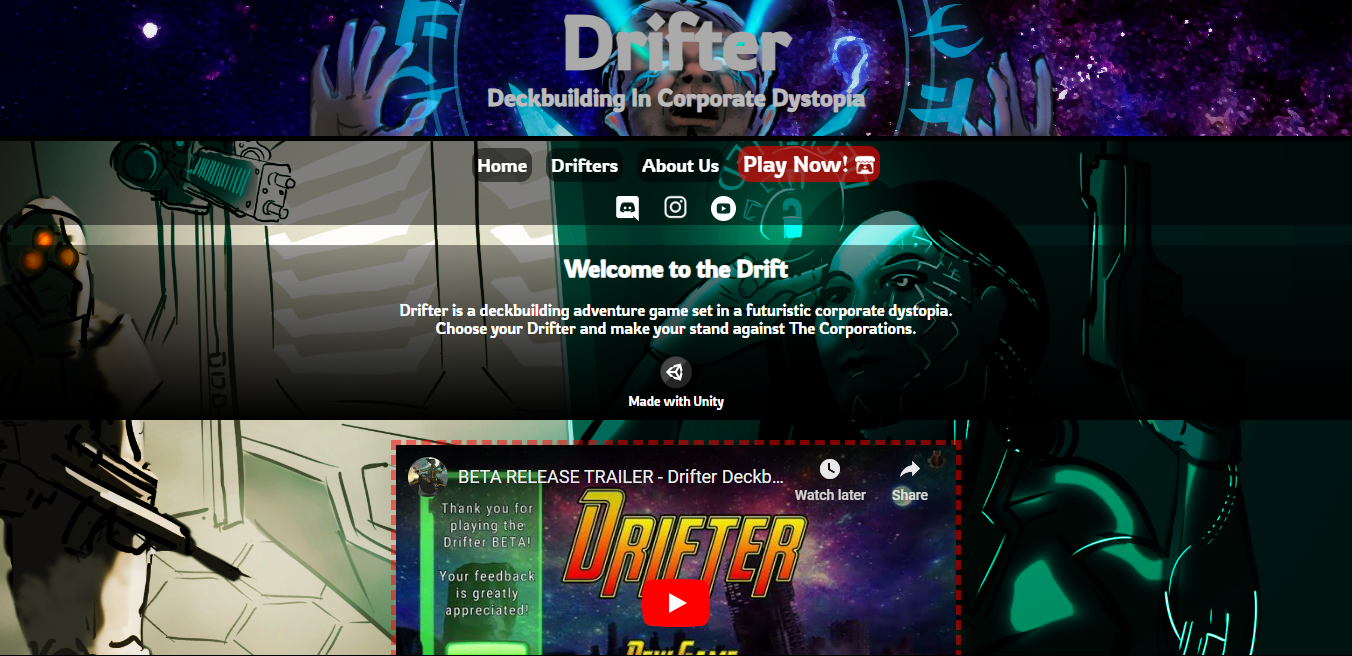 Drifter
Deckbuilding In Corporate Dystopia
Home Drifters About Us Play Now!
Welcome to the Drift
Drifter is a deckbuilding adventure game set in a futuristic corporate dystopia.
Choose your Drifter and make your stand against The Corporations.
Made with Unity
BETA RELEASE TRAILER - Drifter Deckb...
Watch later Share
Thank you for
playing the
Drifter BETA!
Your feedback
is greatly
appreciated!
DRIFTER
New Game